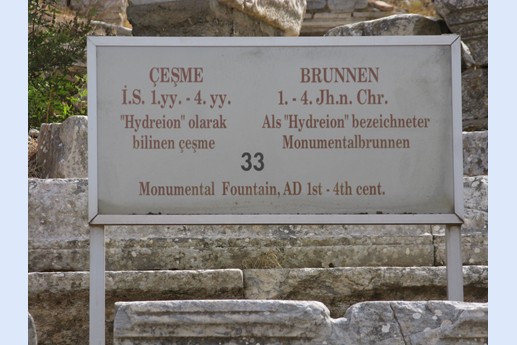 ÇEŞME
İ.S. 1.yy. - 4. yy.
"Hydreion" olarak
bilinen çeşme
BRUNNEN
1. - 4. Jh.n. Chr.
Als "Hydreion" bezeichneter
Monumentalbrunnen
33
Monumental Fountain, AD 1st - 4th cent.